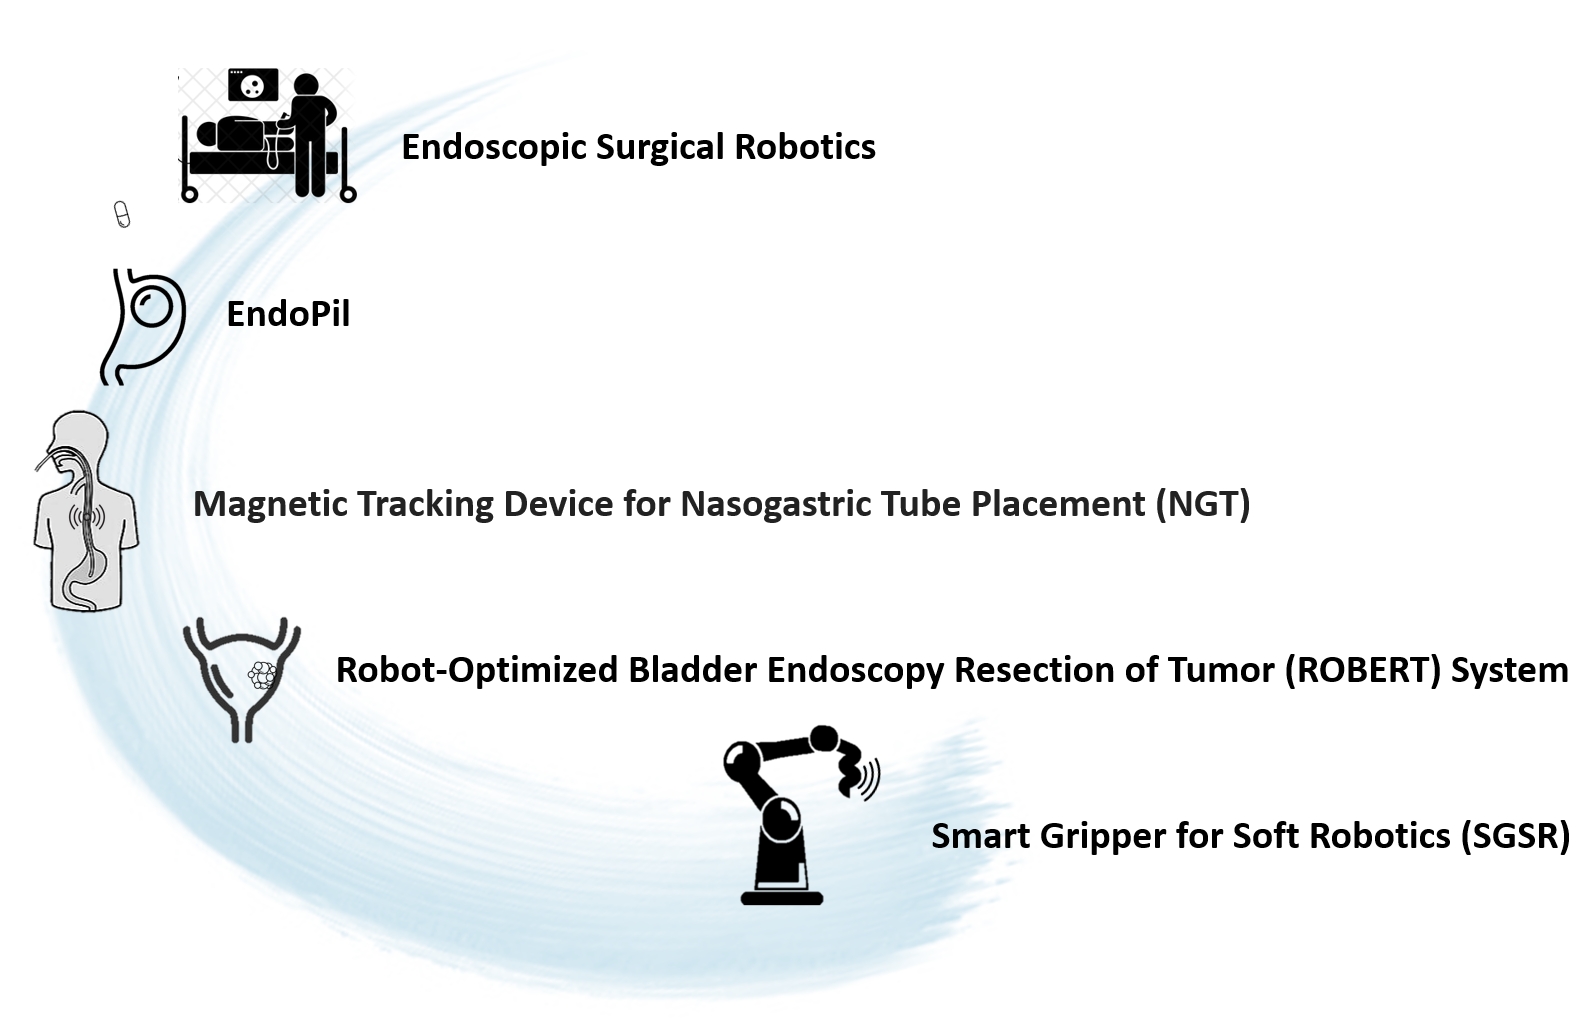 Endoscopic Surgical Robotics
EndoPil
Magnetic Tracking Device for Nasogastric Tube Placement (NGT)
Robot-Optimized Bladder Endoscopy Resection of Tumor (ROBERT) System
Smart Gripper for Soft Robotics (SGSR)